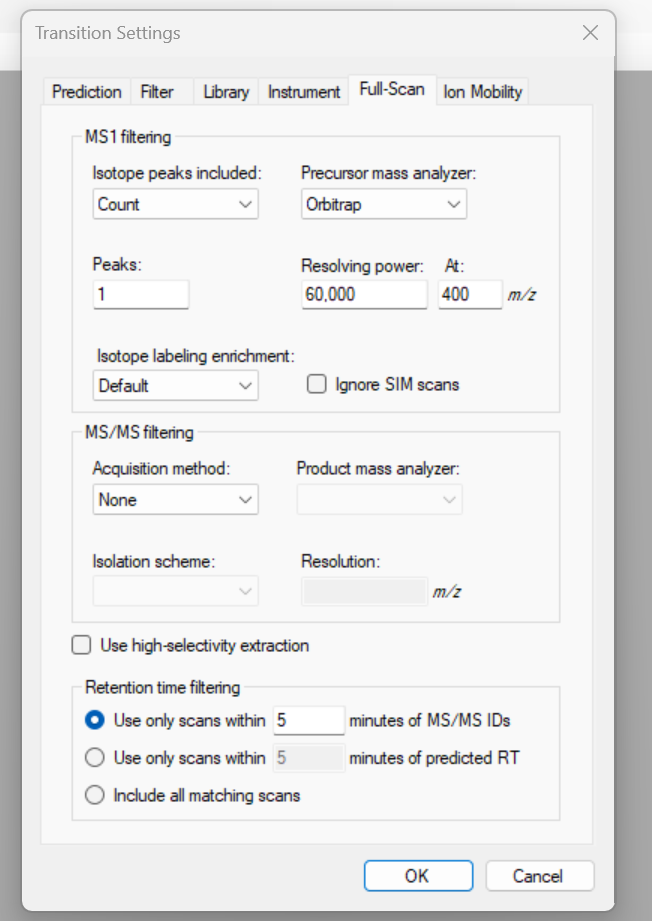 Transition Settings
Prediction Filter Library Instrument Full-Scan Ion Mobility
MS1 filtering
Isotope peaks included: Precursor mass analyzer:
Count Orbitrap
Peaks: Resolving power: At:
1 60,000 400 m/z
Isotope labeling enrichment:
Default Ignore SIM scans
MS/MS filtering
Acquisition method: Product mass analyzer:
None
Isolation scheme: Resolution:
m/z
Use high-selectivity extraction
Retention time filtering
Use only scans within 5 minutes of MS/MS IDs
Use only scans within 5 minutes of predicted RT
Include all matching scans
OK Cancel